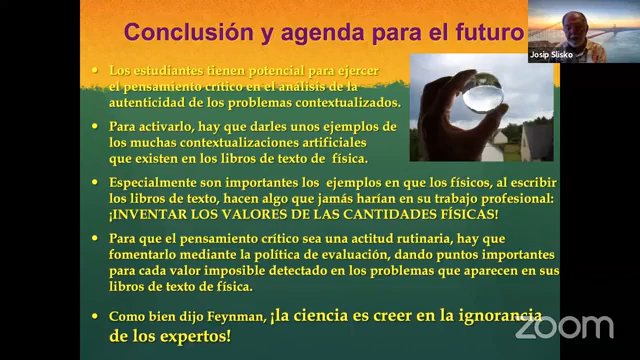 Conclusión y agenda para el futuro
Josip Slisko
• Los estudiantes tienen potencial para ejercer
el pensamiento crítico en el análisis de la
autenticidad de los problemas contextualizados.
• Para activarlo, hay que darles unos ejemplos de
los muchas contextualizaciones artificiales
que existen en los libros de texto de física.
• Especialmente son importantes los ejemplos en que los físicos, al escribir
los libros de texto, hacen algo que jamás harían en su trabajo profesional:
¡INVENTAR LOS VALORES DE LAS CANTIDADES FÍSICAS!
• Para que el pensamiento crítico sea una actitud rutinaria, hay que
fomentarlo mediante la política de evaluación, dando puntos importantes
para cada valor imposible detectado en los problemas que aparecen en sus
libros de texto de física.
• Como bien dijo Feynman, ¡la ciencia es creer en la ignorancia
de los expertos!
zoom